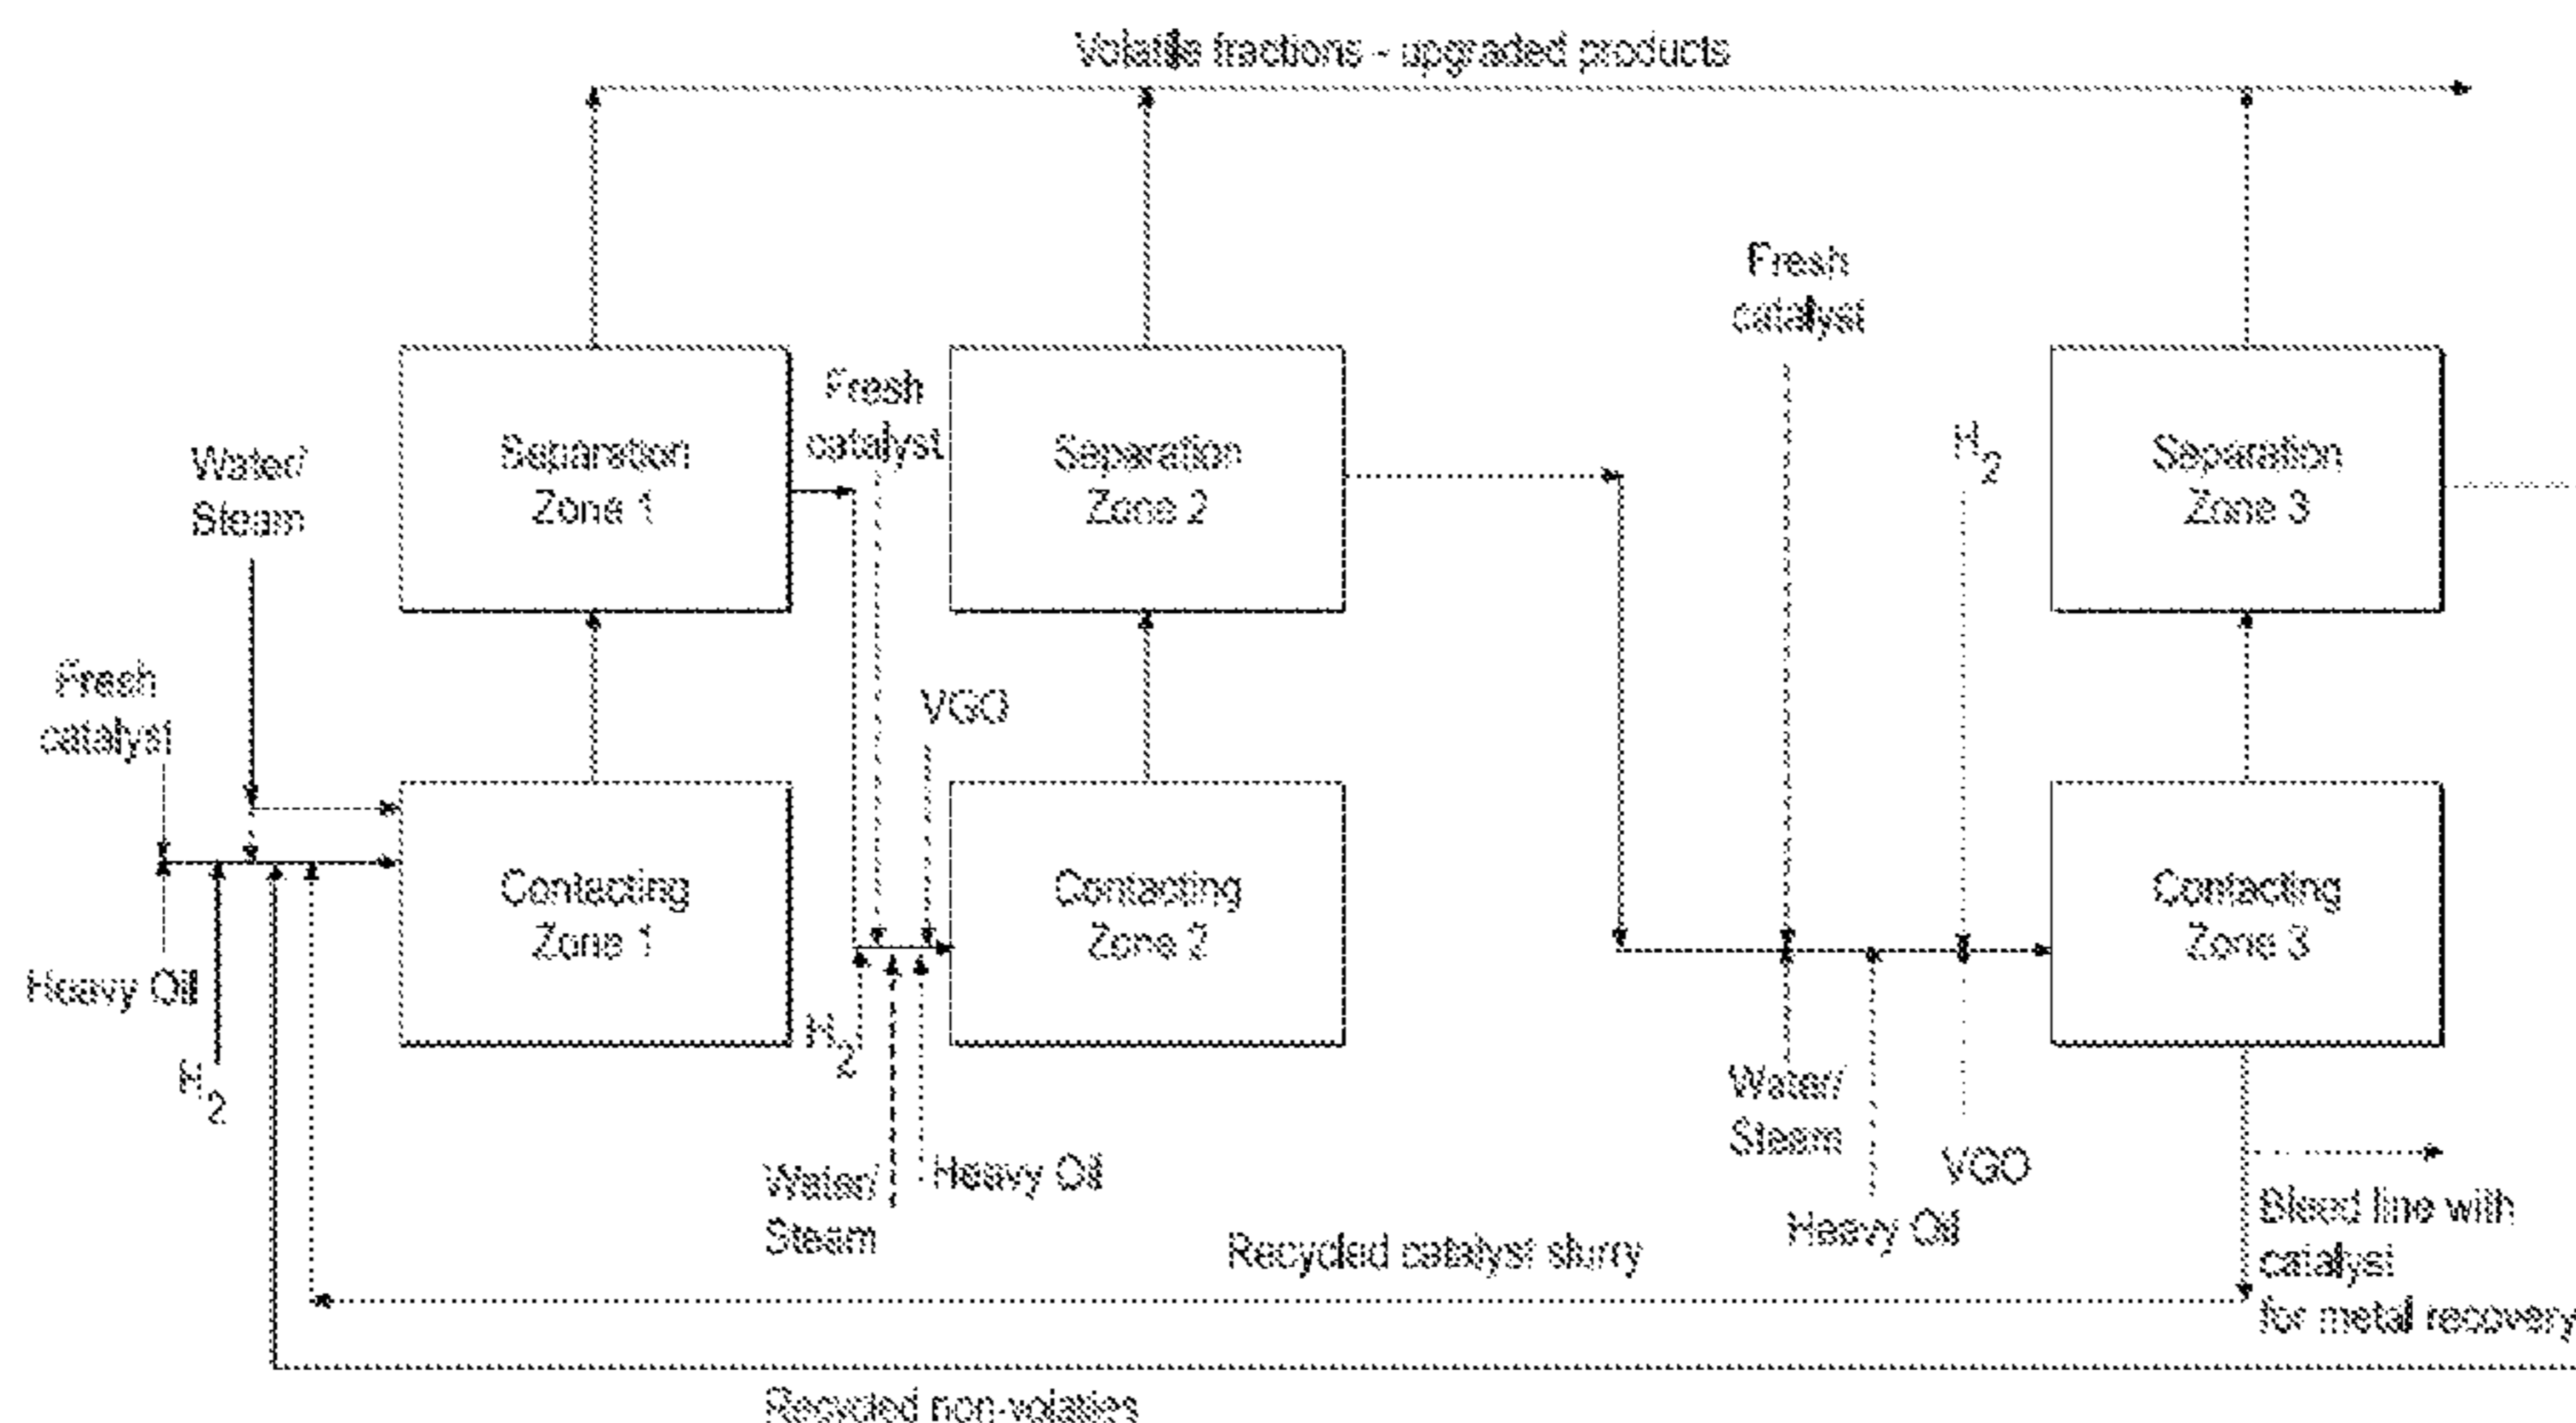 Volatile fractions - upgraded products
Fresh
catalyst
Fresh
catalyst
H2
Water/
Steam
Separation
Zone 1
Separation
Zone 2
Separation
Zone 3
Fresh
catalyst
VGO
Contacting
Zone 1
Contacting
Zone 2
Contacting
Zone 3
Heavy Oil
H2
H2
Water/
Steam
Heavy Oil
Water/
Steam
VGO
Heavy Oil
Bleed line with
catalyst
for metal recovery
Recycled catalyst slurry
Recycled non-volatiles